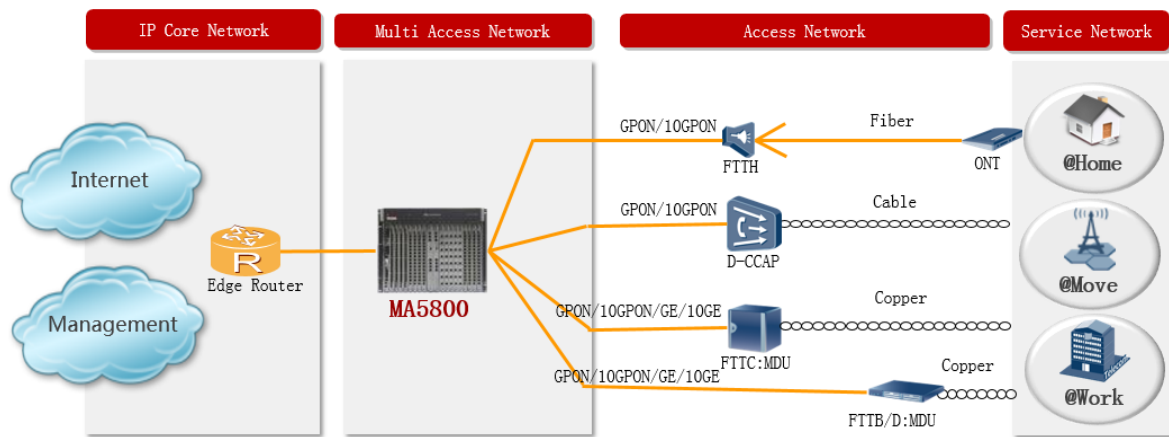 IP Core Network
Multi Access Network
Access Network
Service Network
Internet
Management
R
Edge Router
MA5800
GPON/10GPON
FTTH
Fiber
ONT
@Home
GPON/10GPON
D-CCAP
Cable
@Move
GPON/10GPON/GE/10GE
FTTC:MDU
Copper
GPON/10GPON/GE/10GE
FTTB/D:MDU
Copper
@Work